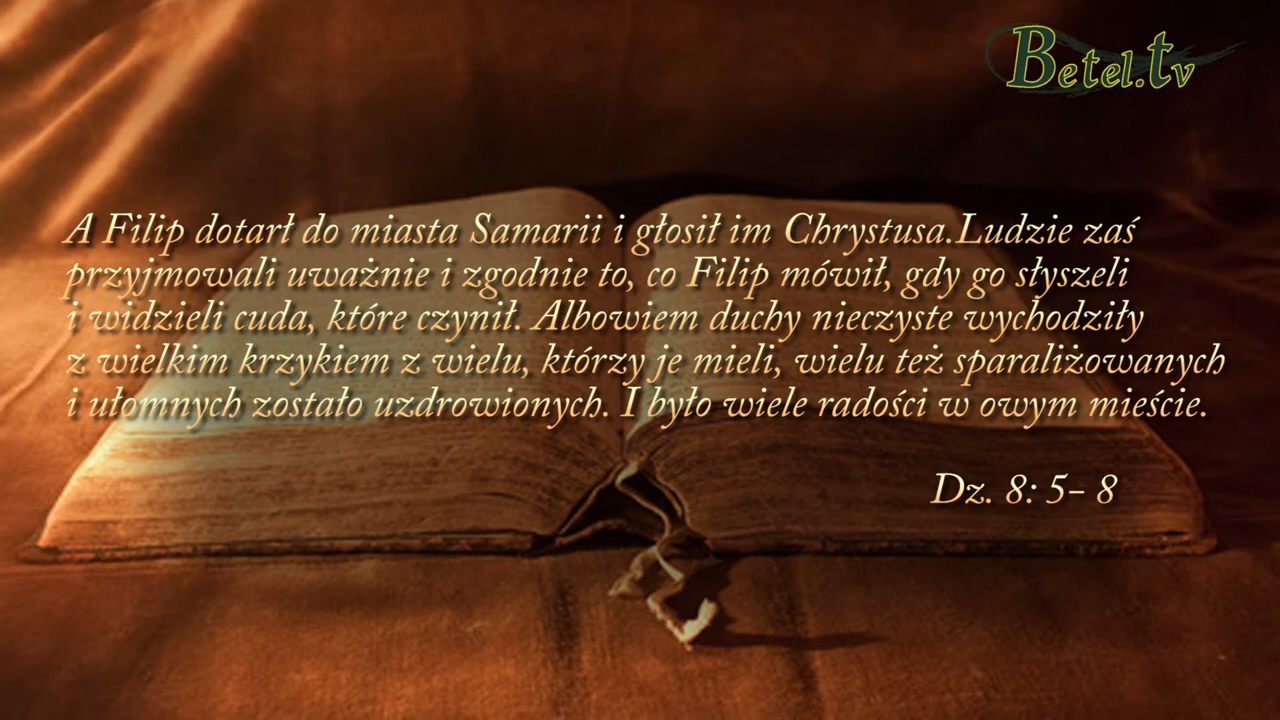 Betel.tv
A Filip dotarł do miasta Samarii i głosił im Chrystusa.Ludzie zaś
przyjmowali uważnie i zgodnie to, co Filip mówił, gdy go słyszeli
i widzieli cuda, które czynił. Albowiem duchy nieczyste wychodziły
z wielkim krzykiem z wielu, którzy je mieli, wielu też sparaliżowanych
i ułomnych zostało uzdrowionych. I było wiele radości w owym mieście.
Dz. 8: 5- 8